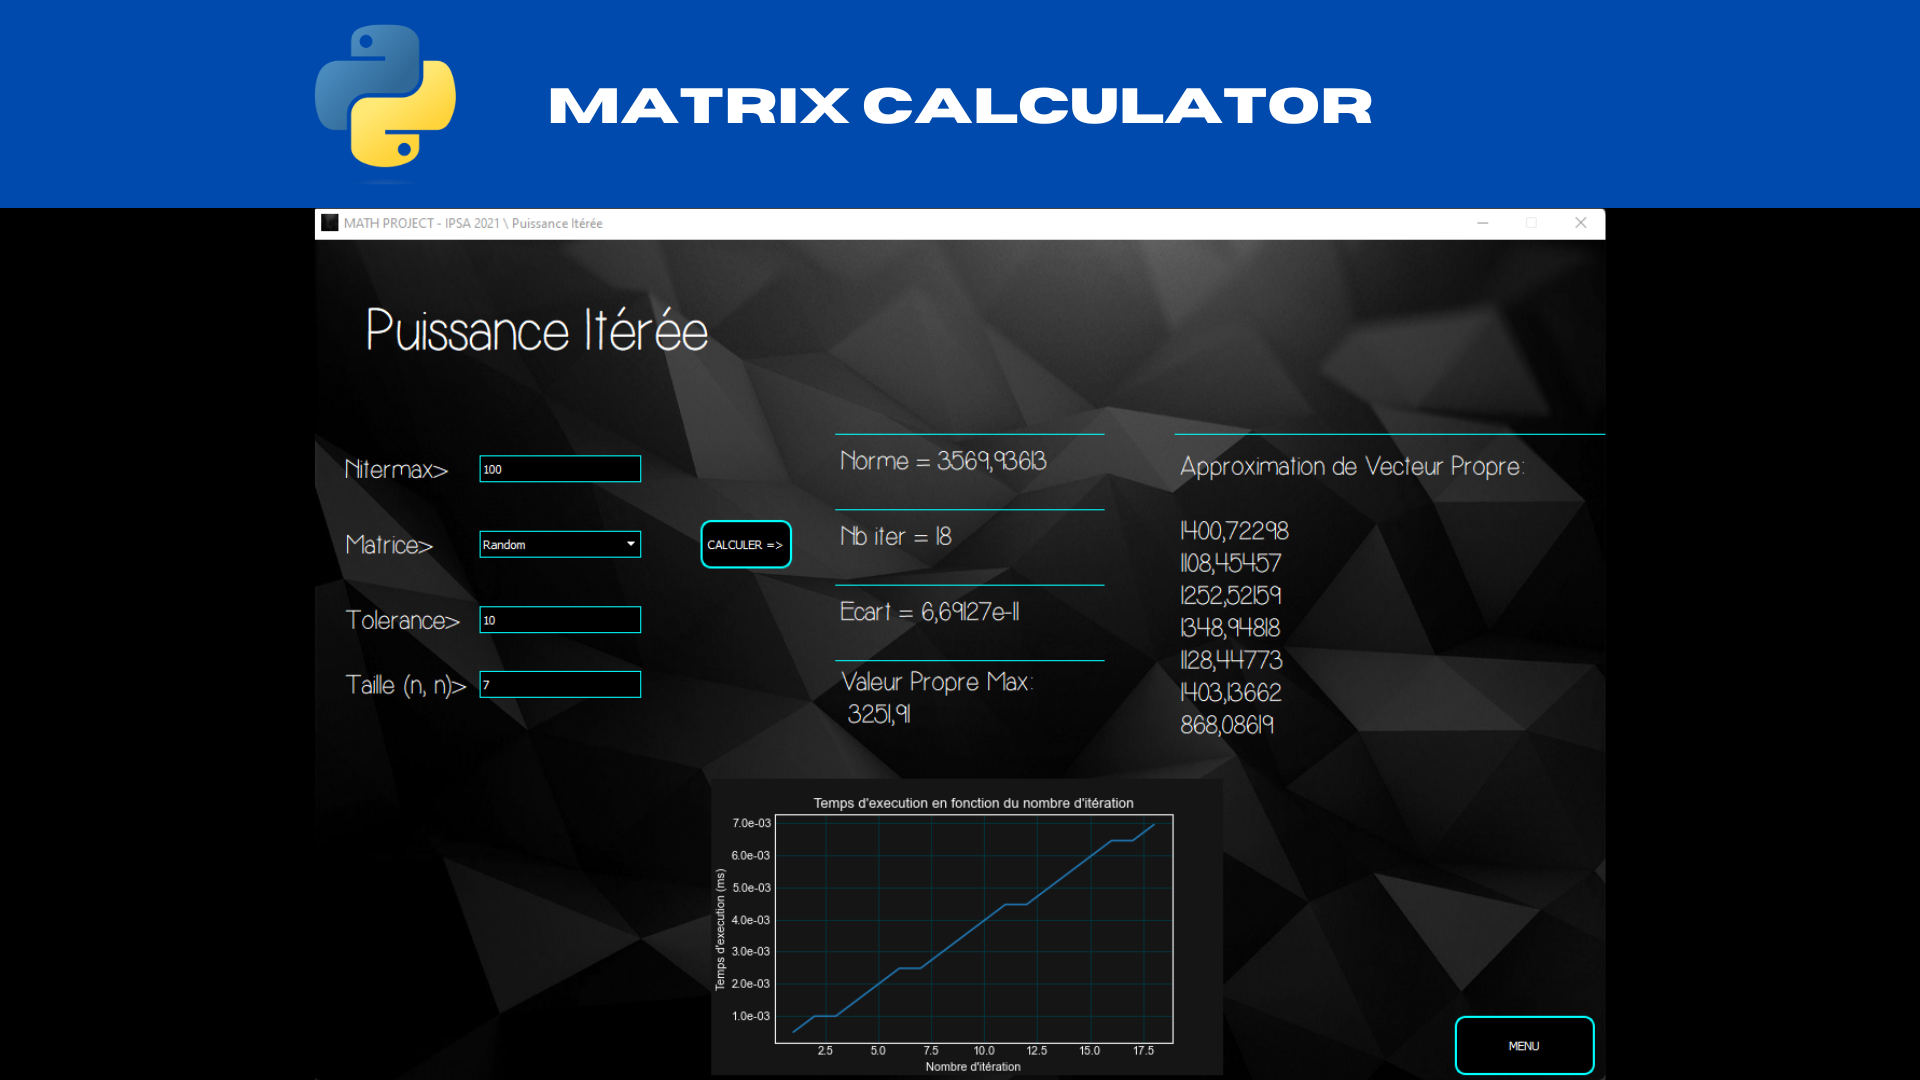 MATRIX CALCULATOR
MATH PROJECT - IPSA 2021 \ Puissance Itérée
Puissance Itérée
Nitermax>
100
Matrice>
Random
Tolerance>
10
Taille (n, n)>
7
CALCULER =>
Norme = 3569,93613
Nb iter = 18
Ecart = 6,69127e-11
Valeur Propre Max:
3251,91
Approximation de Vecteur Propre:
1400,72298
1108,45457
1252,52159
1348,94818
1128,44773
1403,13662
868,08619
Temps d'execution en fonction du nombre d'itération
Temps d'execution (ms)
7.0e-03
6.0e-03
5.0e-03
4.0e-03
3.0e-03
2.0e-03
1.0e-03
2.5 5.0 7.5 10.0 12.5 15.0 17.5
Nombre d'itération
MENU